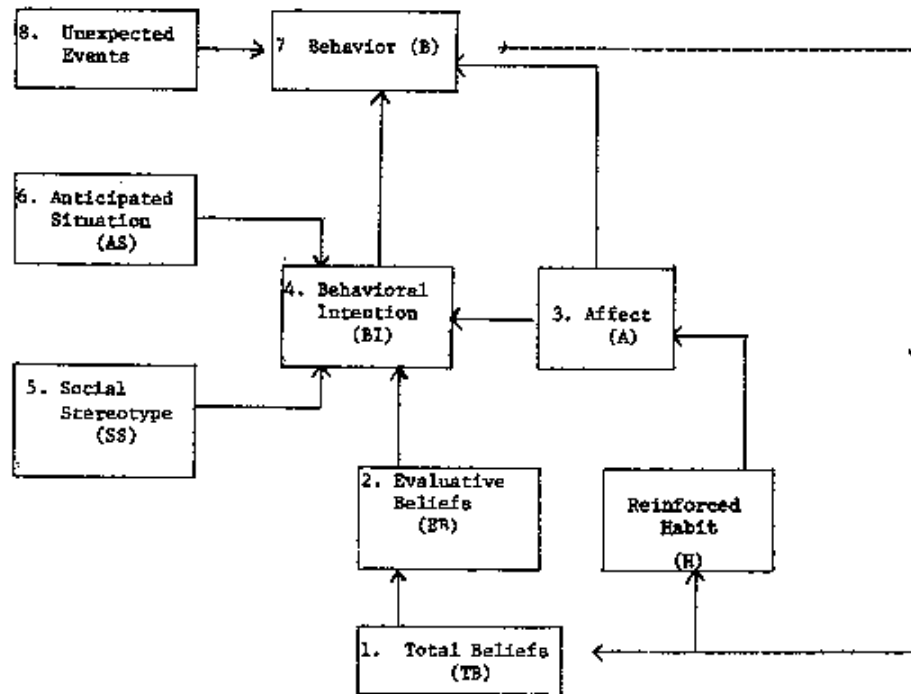 8. Unexpected
Events
7 Behavior (B)
6. Anticipated
Situation
(AS)
4. Behavioral
Intention
(BI)
3. Affect
(A)
5. Social
Stereotype
(SS)
2. Evaluative
Beliefs
(EB)
Reinforced
Habit
(H)
1. Total Beliefs
(TB)